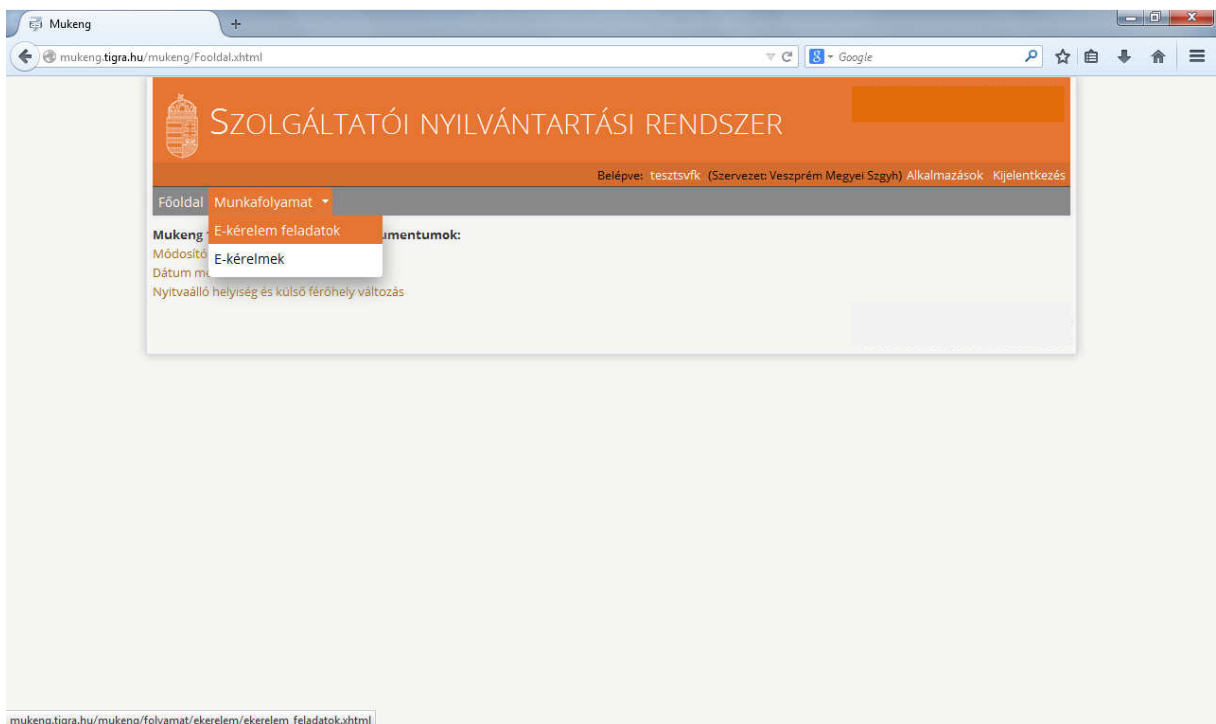 Mukeng
mukeng.tigra.hu/mukeng/Fooldal.xhtml
Google
SZOLGÁLTATÓI NYILVÁNTARTÁSI RENDSZER
Belépve: tesztsvfk (Szervezet: Veszprém Megyei Szgyh) Alkalmazások Kijelentkezés
Főoldal Munkafolyamat
E-kérelem feladatok
Mukeng umentumok:
Módosító
E-kérelmek
Dátum
Nyitvaálló helyiség és külső férőhely változás
mukeng.tigra.hu/mukeng/folyamat/ekerelem/ekerelem_feladatok.xhtml